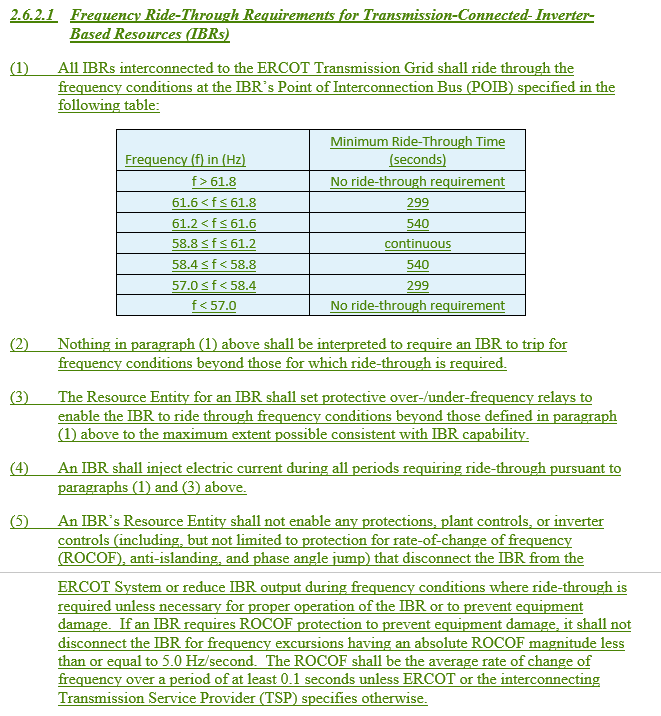 2.6.2.1 Frequency Ride-Through Requirements for Transmission-Connected- Inverter-
Based Resources (IBRs)
(1) All IBRs interconnected to the ERCOT Transmission Grid shall ride through the
frequency conditions at the IBR's Point of Interconnection Bus (POIB) specified in the
following table:
Frequency (f) in (Hz) Minimum Ride-Through Time
(seconds)
f > 61.8 No ride-through requirement
61.6 < f ≤ 61.8 299
61.2 < f ≤ 61.6 540
58.8 ≤ f ≤ 61.2 continuous
58.4 ≤ f < 58.8 540
57.0 ≤ f < 58.4 299
f < 57.0 No ride-through requirement
(2) Nothing in paragraph (1) above shall be interpreted to require an IBR to trip for
frequency conditions beyond those for which ride-through is required.
(3) The Resource Entity for an IBR shall set protective over-/under-frequency relays to
enable the IBR to ride through frequency conditions beyond those defined in paragraph
(1) above to the maximum extent possible consistent with IBR capability.
(4) An IBR shall inject electric current during all periods requiring ride-through pursuant to
paragraphs (1) and (3) above.
(5) An IBR's Resource Entity shall not enable any protections, plant controls, or inverter
controls (including, but not limited to protection for rate-of-change of frequency
(ROCOF), anti-islanding, and phase angle jump) that disconnect the IBR from the
ERCOT System or reduce IBR output during frequency conditions where ride-through is
required unless necessary for proper operation of the IBR or to prevent equipment
damage. If an IBR requires ROCOF protection to prevent equipment damage, it shall not
disconnect the IBR for frequency excursions having an absolute ROCOF magnitude less
than or equal to 5.0 Hz/second. The ROCOF shall be the average rate of change of
frequency over a period of at least 0.1 seconds unless ERCOT or the interconnecting
Transmission Service Provider (TSP) specifies otherwise.